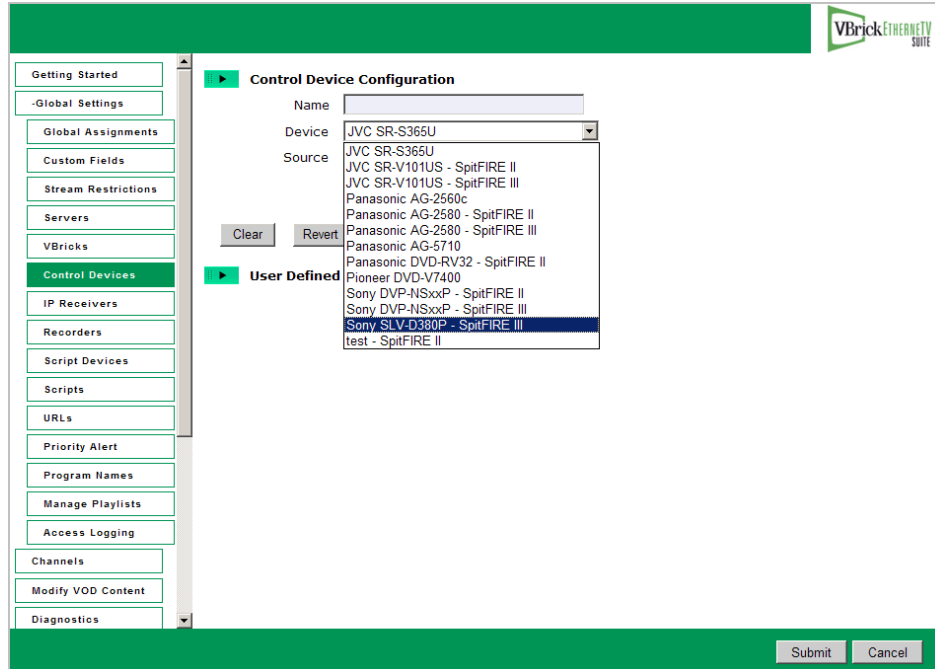 VBrick ETHERNETV
SUITE
Getting Started
-Global Settings
Global Assignments
Custom Fields
Stream Restrictions
Servers
VBricks
Control Devices
IP Receivers
Recorders
Script Devices
Scripts
URLs
Priority Alert
Program Names
Manage Playlists
Access Logging
Channels
Modify VOD Content
Diagnostics
Control Device Configuration
Name
Device JVC SR-S365U
Source
JVC SR-S365U
JVC SR-V101US - SpitFIRE II
JVC SR-V101US - SpitFIRE III
Panasonic AG-2560c
Panasonic AG-2580 - SpitFIRE II
Panasonic AG-2580 - SpitFIRE III
Panasonic AG-5710
Panasonic DVD-RV32 - SpitFIRE II
Pioneer DVD-V7400
Sony DVP-NSxxP - SpitFIRE II
Sony DVP-NSxxP - SpitFIRE III
Sony SLV-D380P - SpitFIRE III
test - SpitFIRE II
Clear Revert
User Defined
Submit Cancel